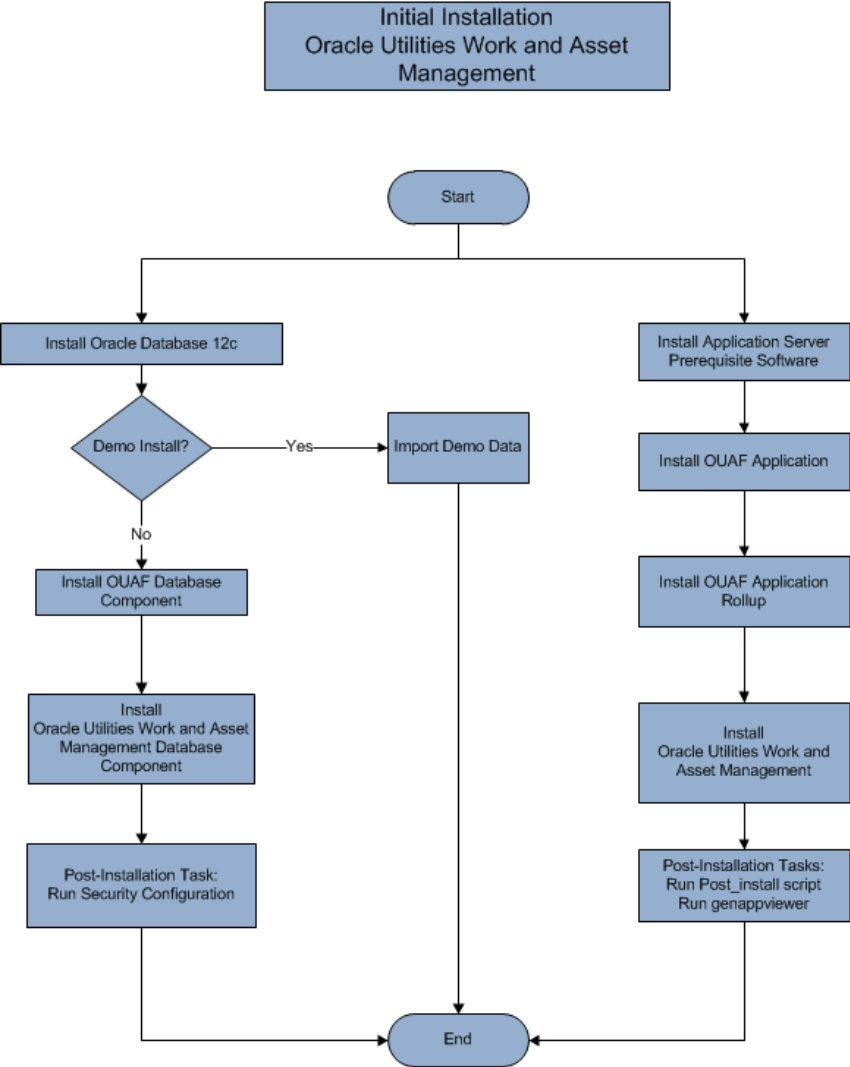 Initial Installation
Oracle Utilities Work and Asset
Management
Start
Install Oracle Database 12c
Demo Install?
Yes
Import Demo Data
No
Install OUAF Database
Component
Install
Oracle Utilities Work and Asset
Management Database
Component
Post-Installation Task:
Run Security Configuration
Install Application Server
Prerequisite Software
Install OUAF Application
Install OUAF Application
Rollup
Install
Oracle Utilities Work and
Asset Management
Post-Installation Tasks:
Run Post_install script
Run genappviewer
End